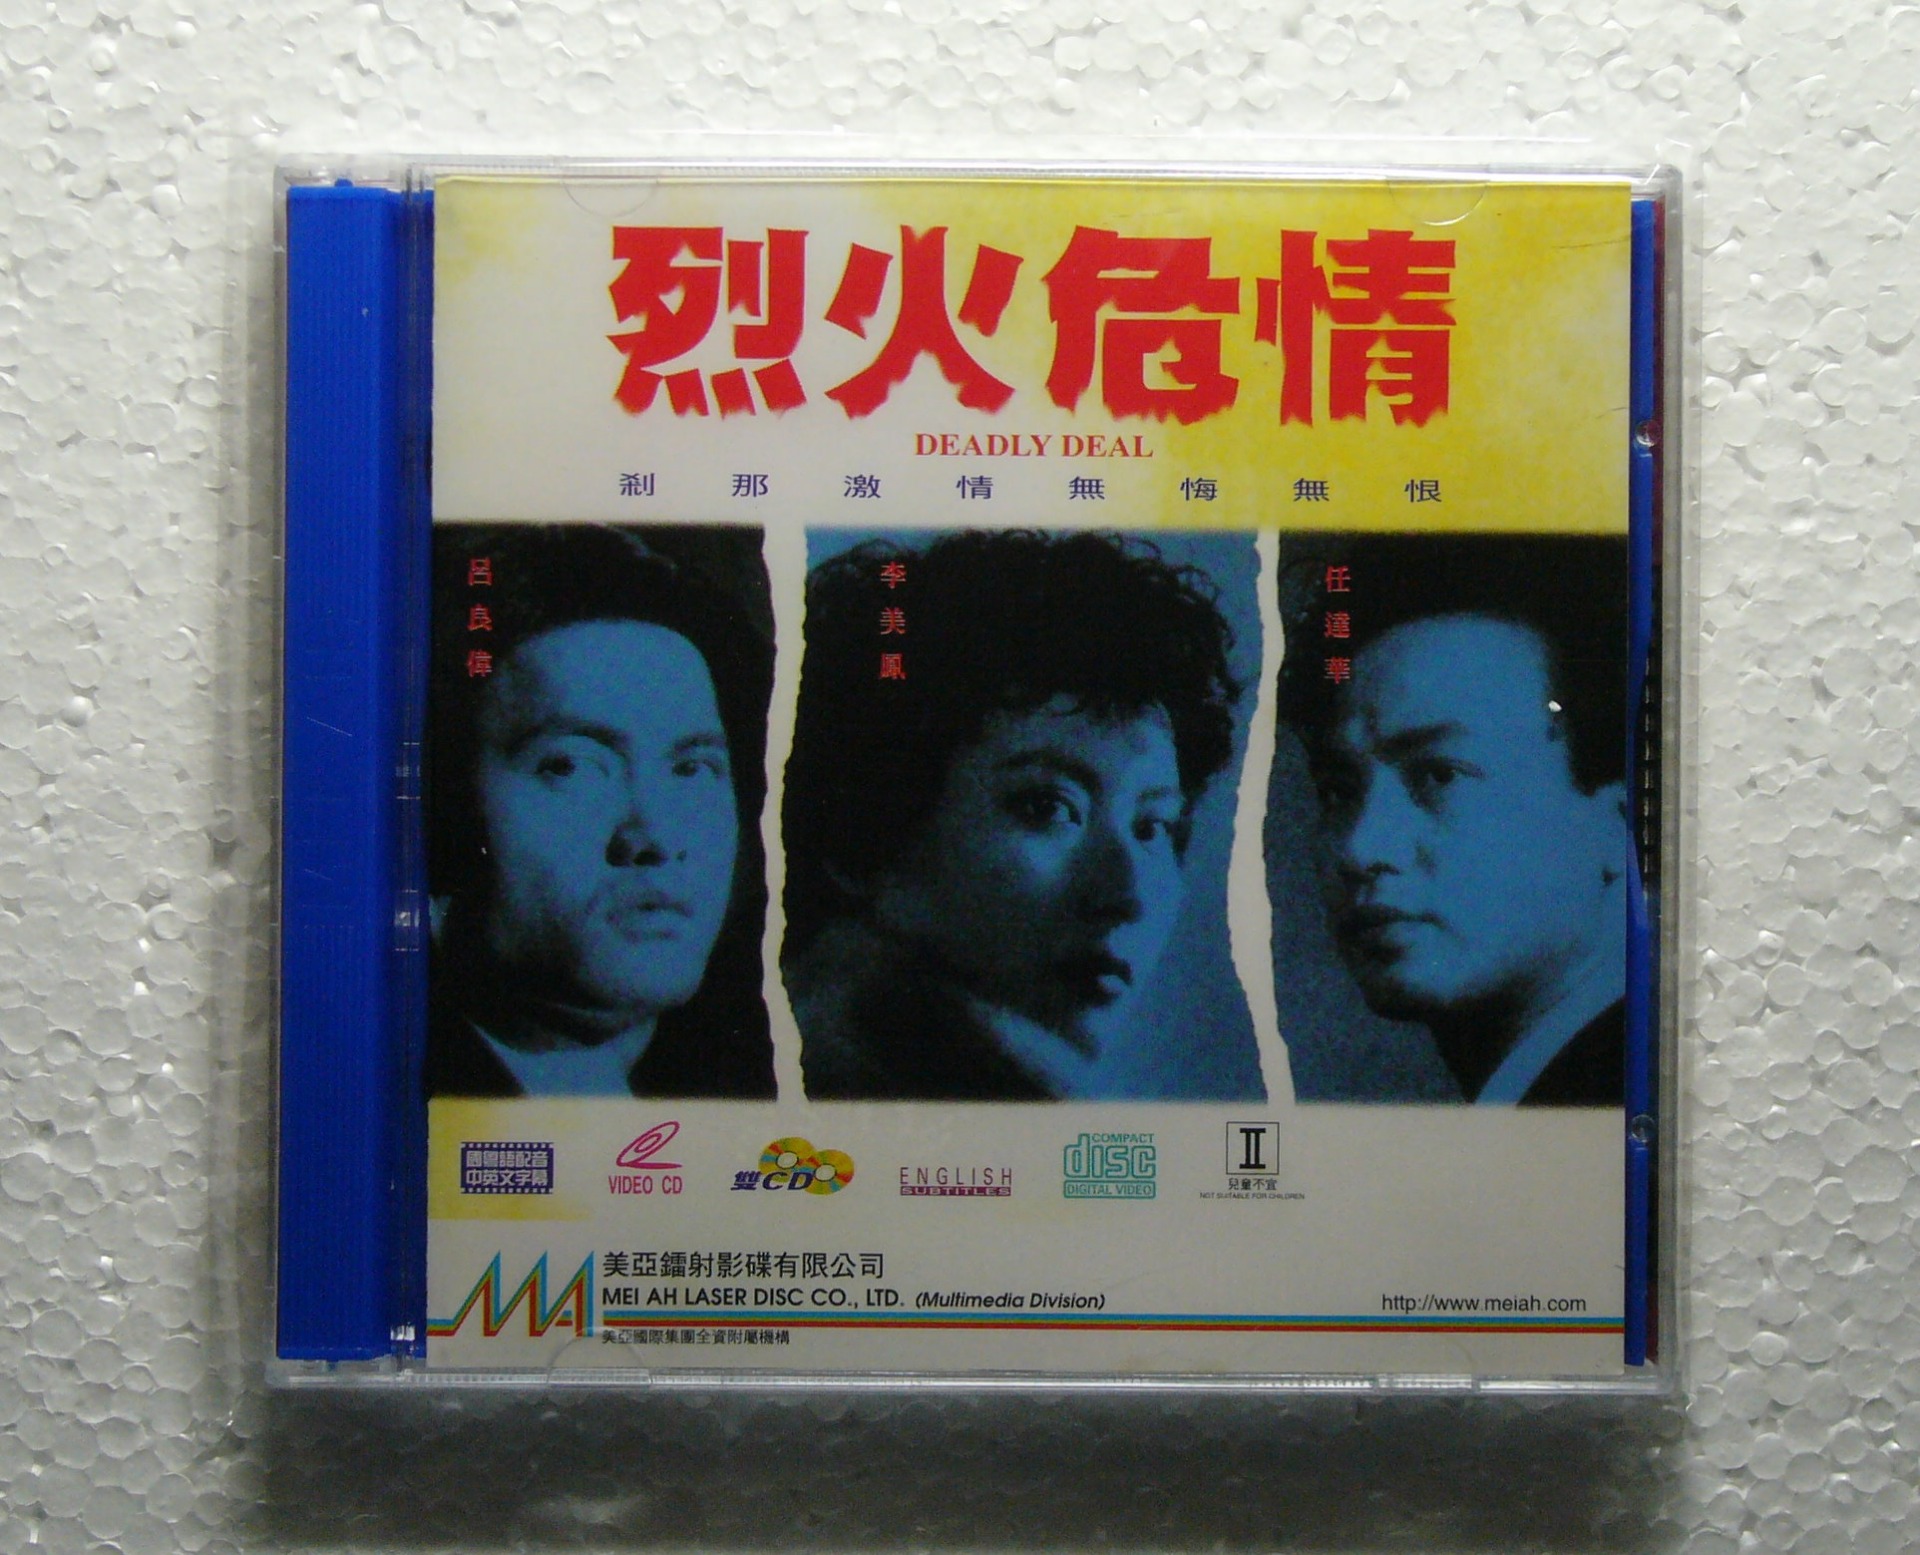 烈火危情
DEADLY DEAL
剎那激情無悔無恨
呂良偉
李美鳳
任達華
國粵語配音
中英文字幕
VIDEO CD
雙CD
ENGLISH
SUBTITLES
COMPACT
disc
DIGITAL VIDEO
II
兒童不宜
NOT SUITABLE FOR CHILDREN
美亞鐳射影碟有限公司
MEI AH LASER DISC CO., LTD. (Multimedia Division)
http://www.meiah.com
美亞國際集團全資附屬機構